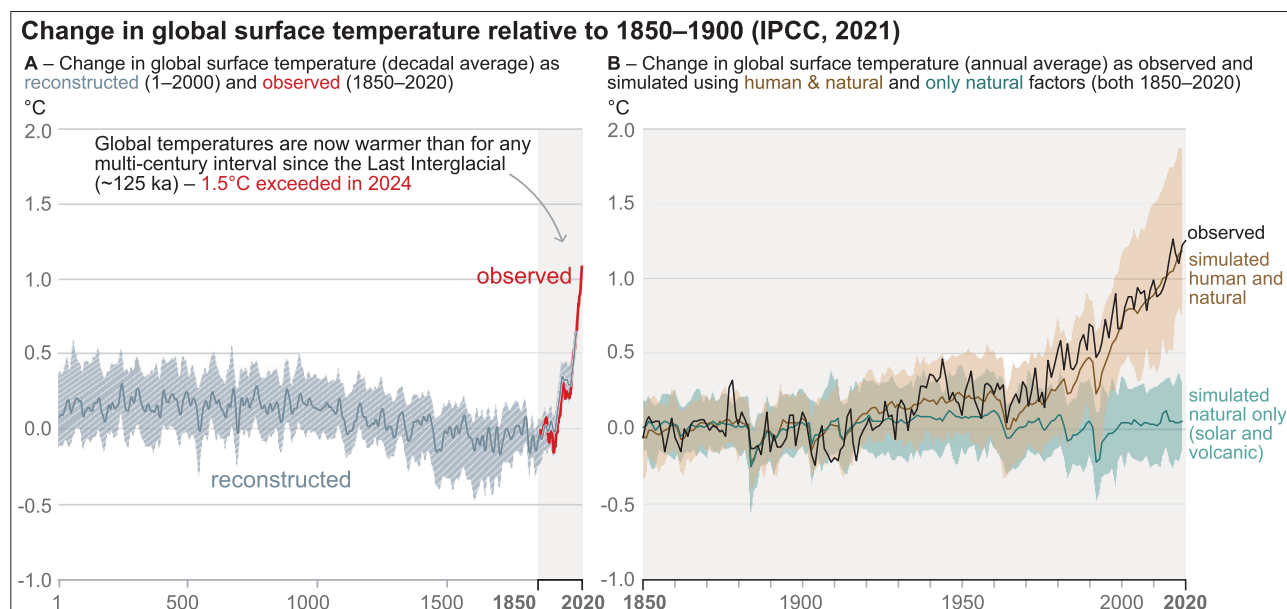 Change in global surface temperature relative to 1850–1900 (IPCC, 2021)
A – Change in global surface temperature (decadal average) as
reconstructed (1–2000) and observed (1850–2020)
°C
2.0
1.5
1.0
0.5
0.0
-0.5
-1.0
Global temperatures are now warmer than for any
multi-century interval since the Last Interglacial
(~125 ka) – 1.5°C exceeded in 2024
observed
reconstructed
1
500
1000
1500
1850
2020
B – Change in global surface temperature (annual average) as observed and
simulated using human & natural and only natural factors (both 1850–2020)
°C
2.0
1.5
1.0
0.5
0.0
-0.5
-1.0
observed
simulated
human and
natural
simulated
natural only
(solar and
volcanic)
1850
1900
1950
2000
2020